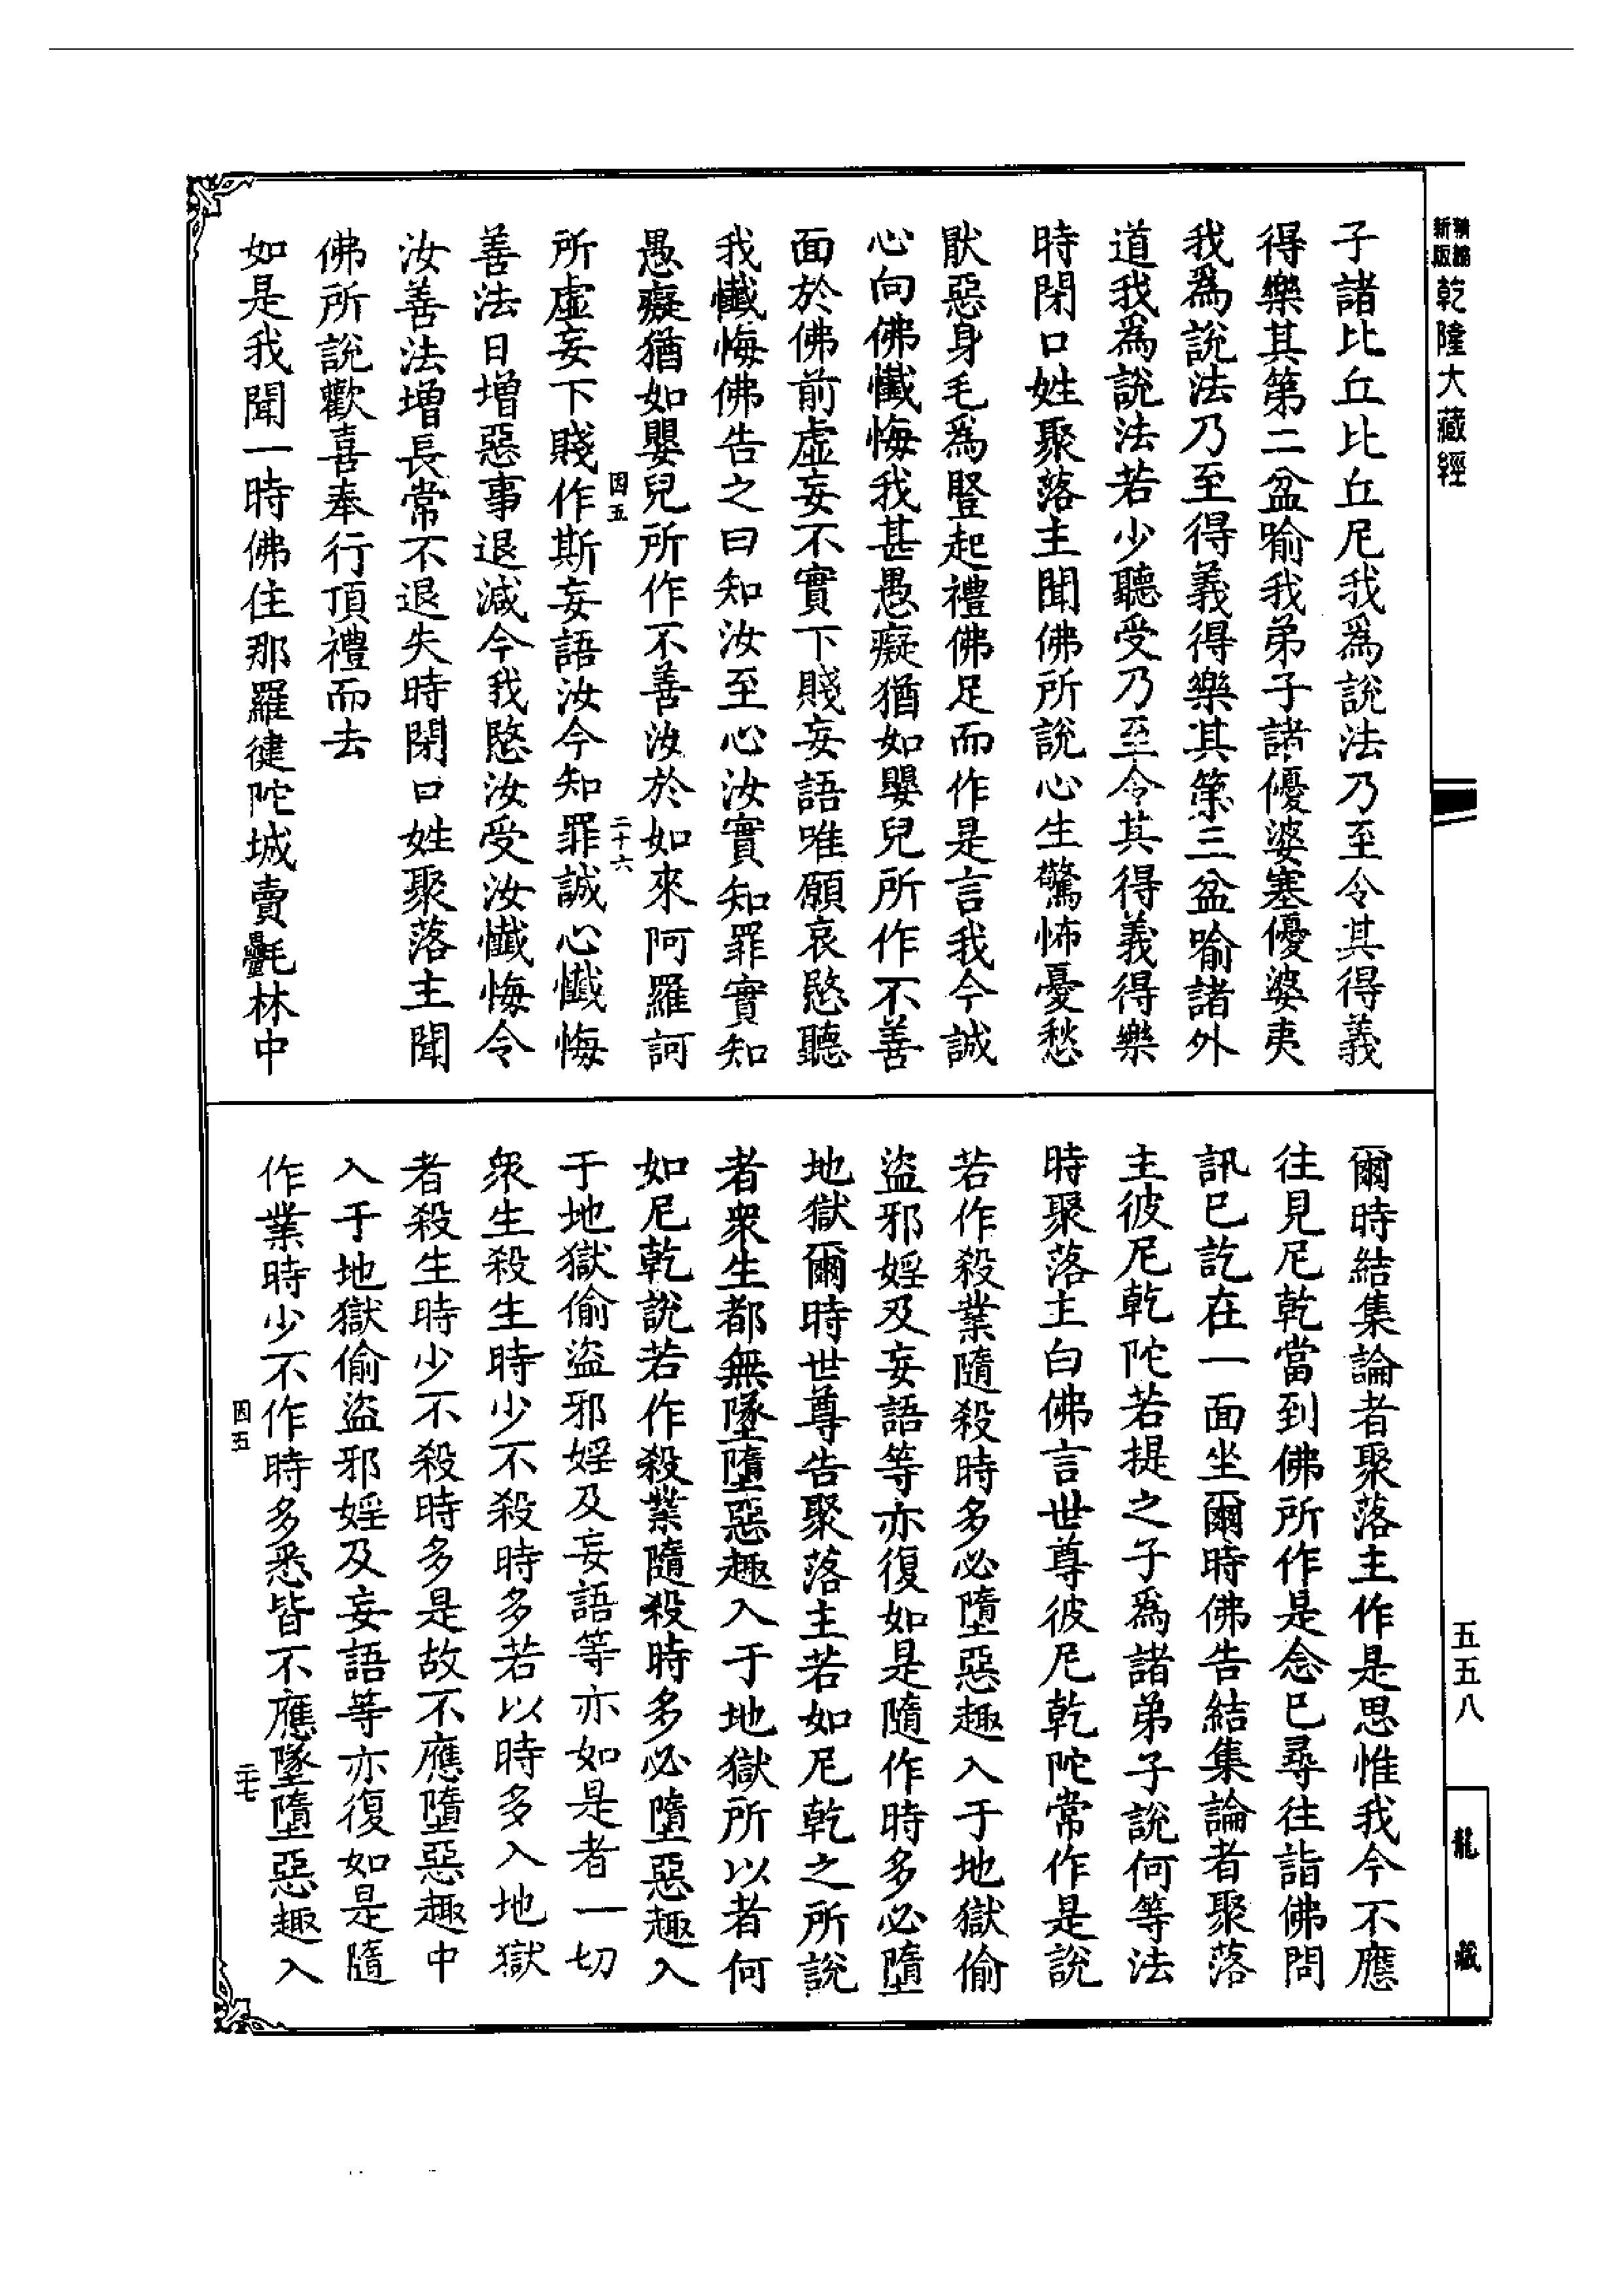 精縮新版乾隆大藏經
子諸比丘比丘尼我爲說法乃至令其得義
得樂其第二盆喻我弟子諸優婆塞優婆夷
我爲說法乃至得義得樂其第三盆喻諸外
道我爲說法若少聽受乃至令其得義得樂
時閉口姓聚落主聞佛所說心生驚怖憂愁
猒惡身毛爲豎起禮佛足而作是言我今誠
心向佛懺悔我甚愚癡猶如嬰兒所作不善
面於佛前虛妄不實下賤妄語唯願哀愍聽
我懺悔佛告之曰知汝至心汝實知罪實知
愚癡猶如嬰兒所作不善汝於如來阿羅訶
因五 二十六
所虛妄下賤作斯妄語汝今知罪誠心懺悔
善法日增惡事退減今我愍汝受汝懺悔令
汝善法增長常不退失時閉口姓聚落主聞
佛所說歡喜奉行頂禮而去
如是我聞一時佛住那羅健陀城賣㲲林中
爾時結集論者聚落主作是思惟我今不應
往見尼乾當到佛所作是念已尋往詣佛問
訊已訖在一面坐爾時佛告結集論者聚落
主彼尼乾陀若提之子爲諸弟子說何等法
時聚落主白佛言世尊彼尼乾陀常作是說
若作殺業隨殺時多必墮惡趣入于地獄偷
盜邪婬及妄語等亦復如是隨作時多必墮
地獄爾時世尊告聚落主若如尼乾之所說
者衆生都無墜墮惡趣入于地獄所以者何
如尼乾說若作殺業隨殺時多必墮惡趣入
于地獄偷盜邪婬及妄語等亦如是者一切
衆生殺生時少不殺時多若以時多入地獄
者殺生時少不殺時多是故不應墮惡趣中
入于地獄偷盜邪婬及妄語等亦復如是隨
作業時少不作時多悉皆不應墜墮惡趣入
因五 二十七
五五八
龍藏